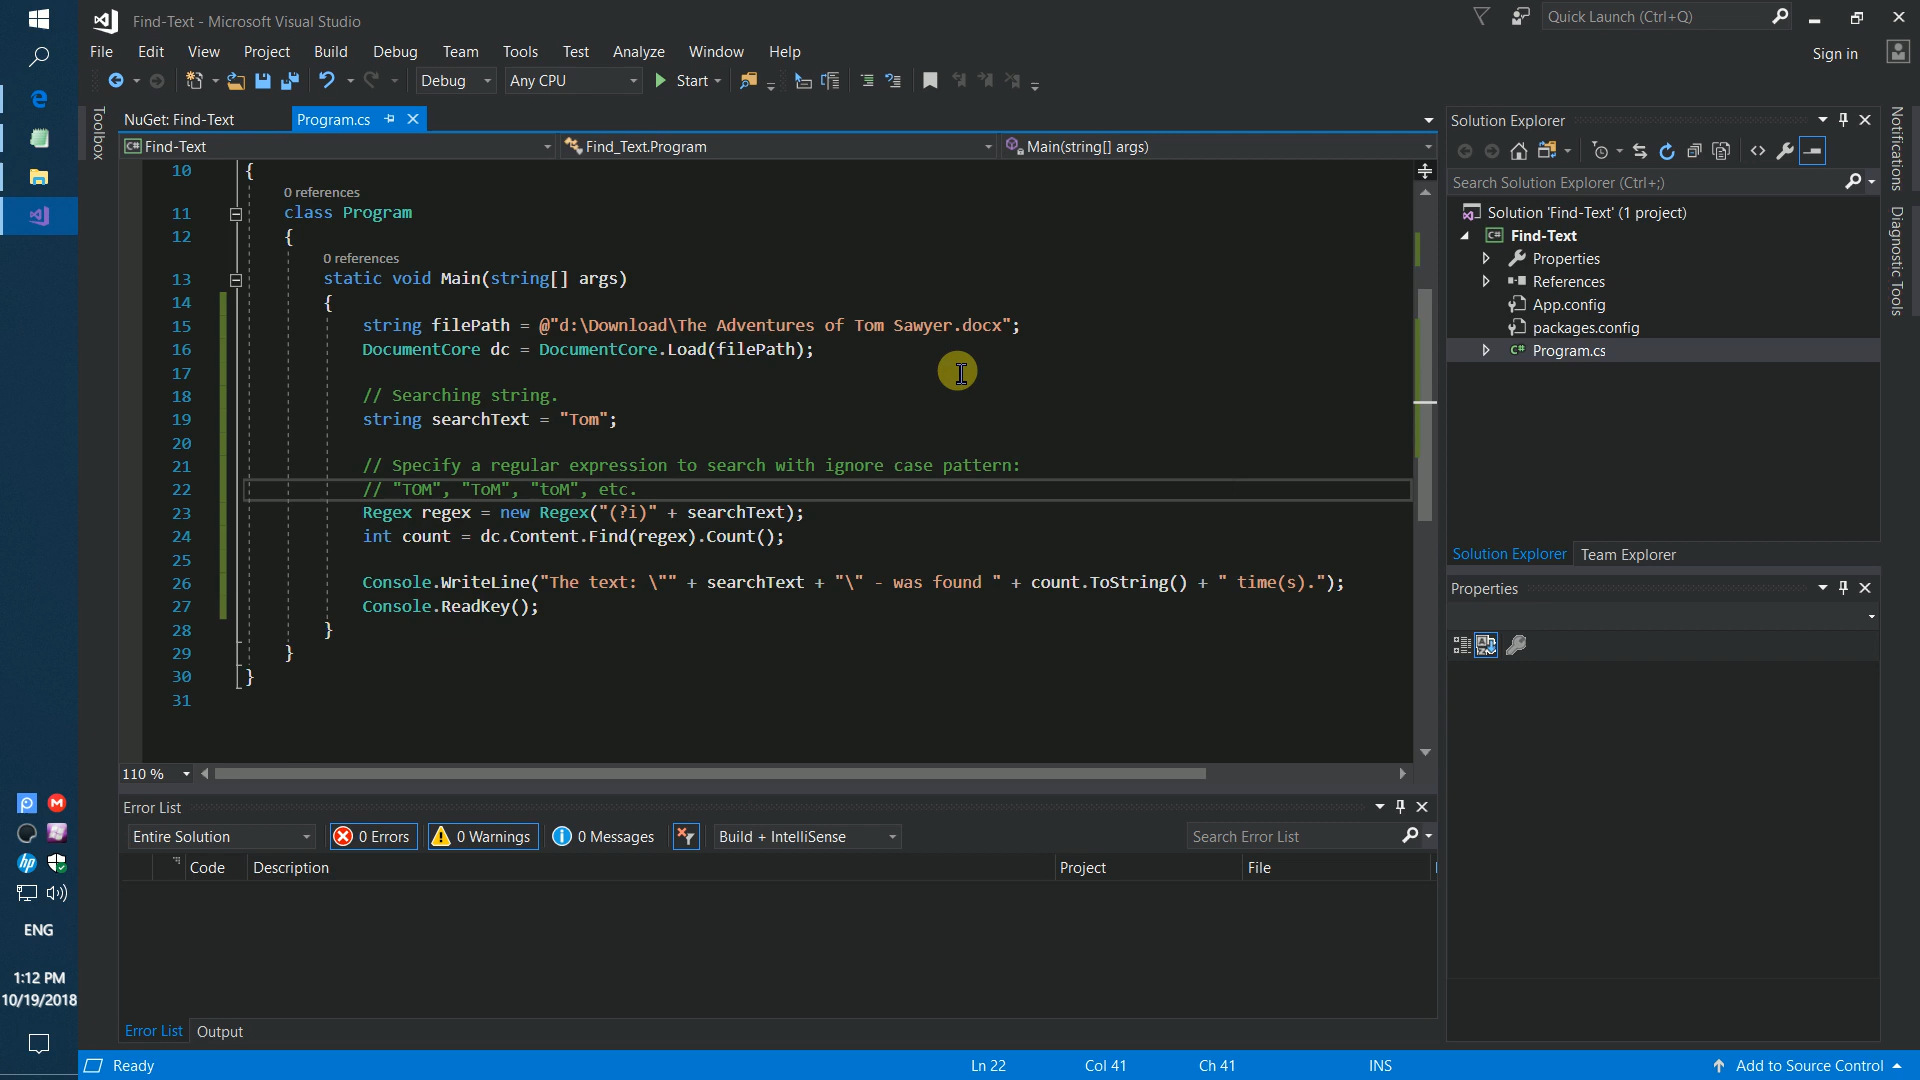 Find-Text - Microsoft Visual Studio
Quick Launch (Ctrl+Q)
File Edit View Project Build Debug Team Tools Test Analyze Window Help
Sign in
Debug Any CPU Start
Toolbox
NuGet: Find-Text Program.cs
Find-Text Find_Text.Program Main(string[] args)
10 {
0 references
11 class Program
12 {
0 references
13 static void Main(string[] args)
14 {
15 string filePath = @"d:\Download\The Adventures of Tom Sawyer.docx";
16 DocumentCore dc = DocumentCore.Load(filePath);
17
18 // Searching string.
19 string searchText = "Tom";
20
21 // Specify a regular expression to search with ignore case pattern:
22 // "TOM", "ToM", "toM", etc.
23 Regex regex = new Regex("(?i)" + searchText);
24 int count = dc.Content.Find(regex).Count();
25
26 Console.WriteLine("The text: \"" + searchText + "\" - was found " + count.ToString() + " time(s).");
27 Console.ReadKey();
28 }
29 }
30 }
31
110 %
Error List
Entire Solution 0 Errors 0 Warnings 0 Messages Build + IntelliSense Search Error List
Code Description Project File
Error List Output
Solution Explorer
Search Solution Explorer (Ctrl+;)
Solution 'Find-Text' (1 project)
C# Find-Text
Properties
References
App.config
packages.config
C# Program.cs
Solution Explorer Team Explorer
Properties
Notifications
Diagnostic Tools
hp
ENG
1:12 PM
10/19/2018
Ready Ln 22 Col 41 Ch 41 INS Add to Source Control